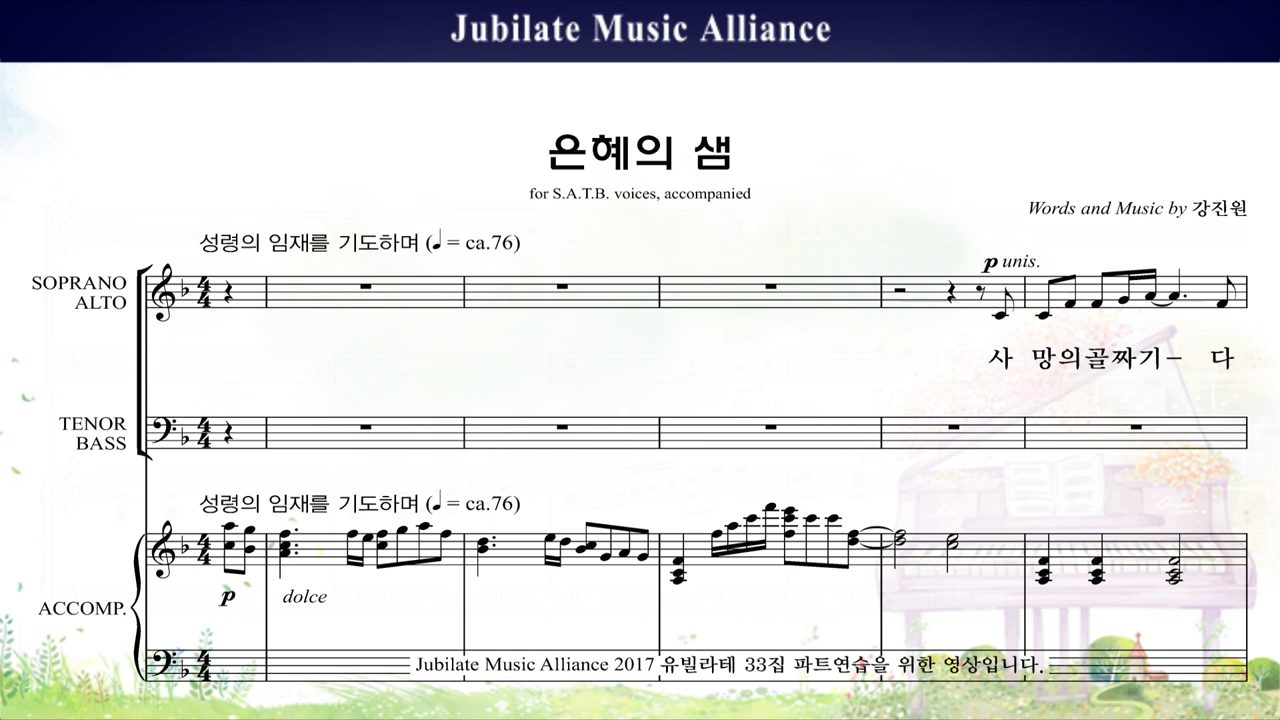 Jubilate Music Alliance
은혜의 샘
for S.A.T.B. voices, accompanied
Words and Music by 강진원
성령의 임재를 기도하며 (♩ = ca.76)
p unis.
SOPRANO
ALTO
사 망의골짜기– 다
TENOR
BASS
성령의 임재를 기도하며 (♩ = ca.76)
p dolce
ACCOMP.
Jubilate Music Alliance 2017 유빌라테 33집 파트연습을 위한 영상입니다.